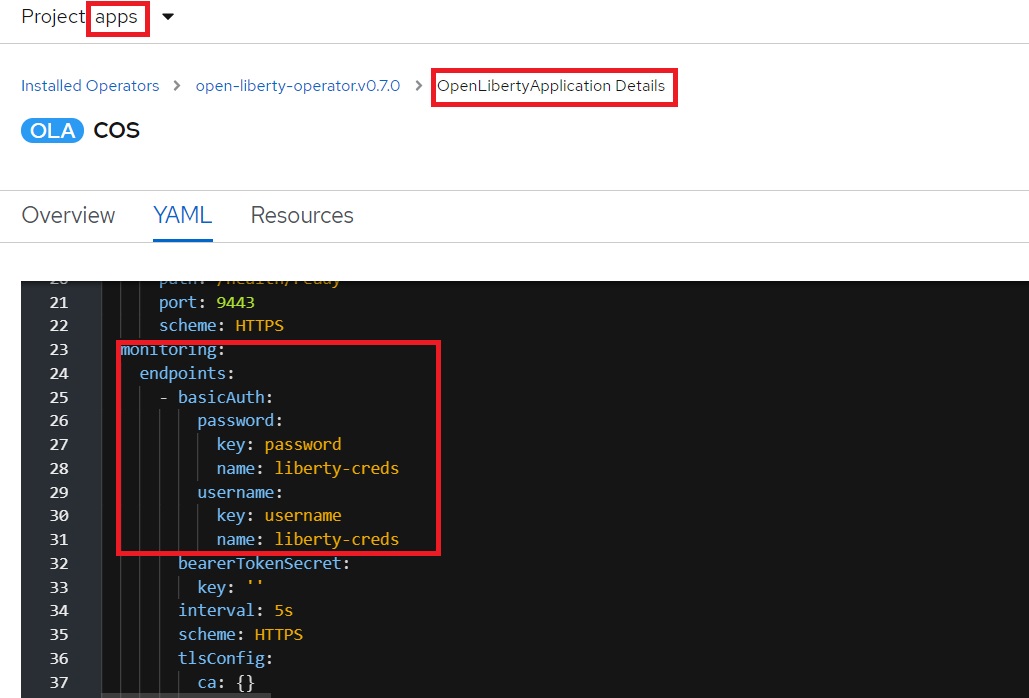 Project apps
Installed Operators > open-liberty-operator.v0.7.0 > OpenLibertyApplication Details
OLA COS
Overview YAML Resources
20 path: /health/ready
21 port: 9443
22 scheme: HTTPS
23 monitoring:
24 endpoints:
25 - basicAuth:
26 password:
27 key: password
28 name: liberty-creds
29 username:
30 key: username
31 name: liberty-creds
32 bearerTokenSecret:
33 key: ''
34 interval: 5s
35 scheme: HTTPS
36 tlsConfig:
37 ca: {}